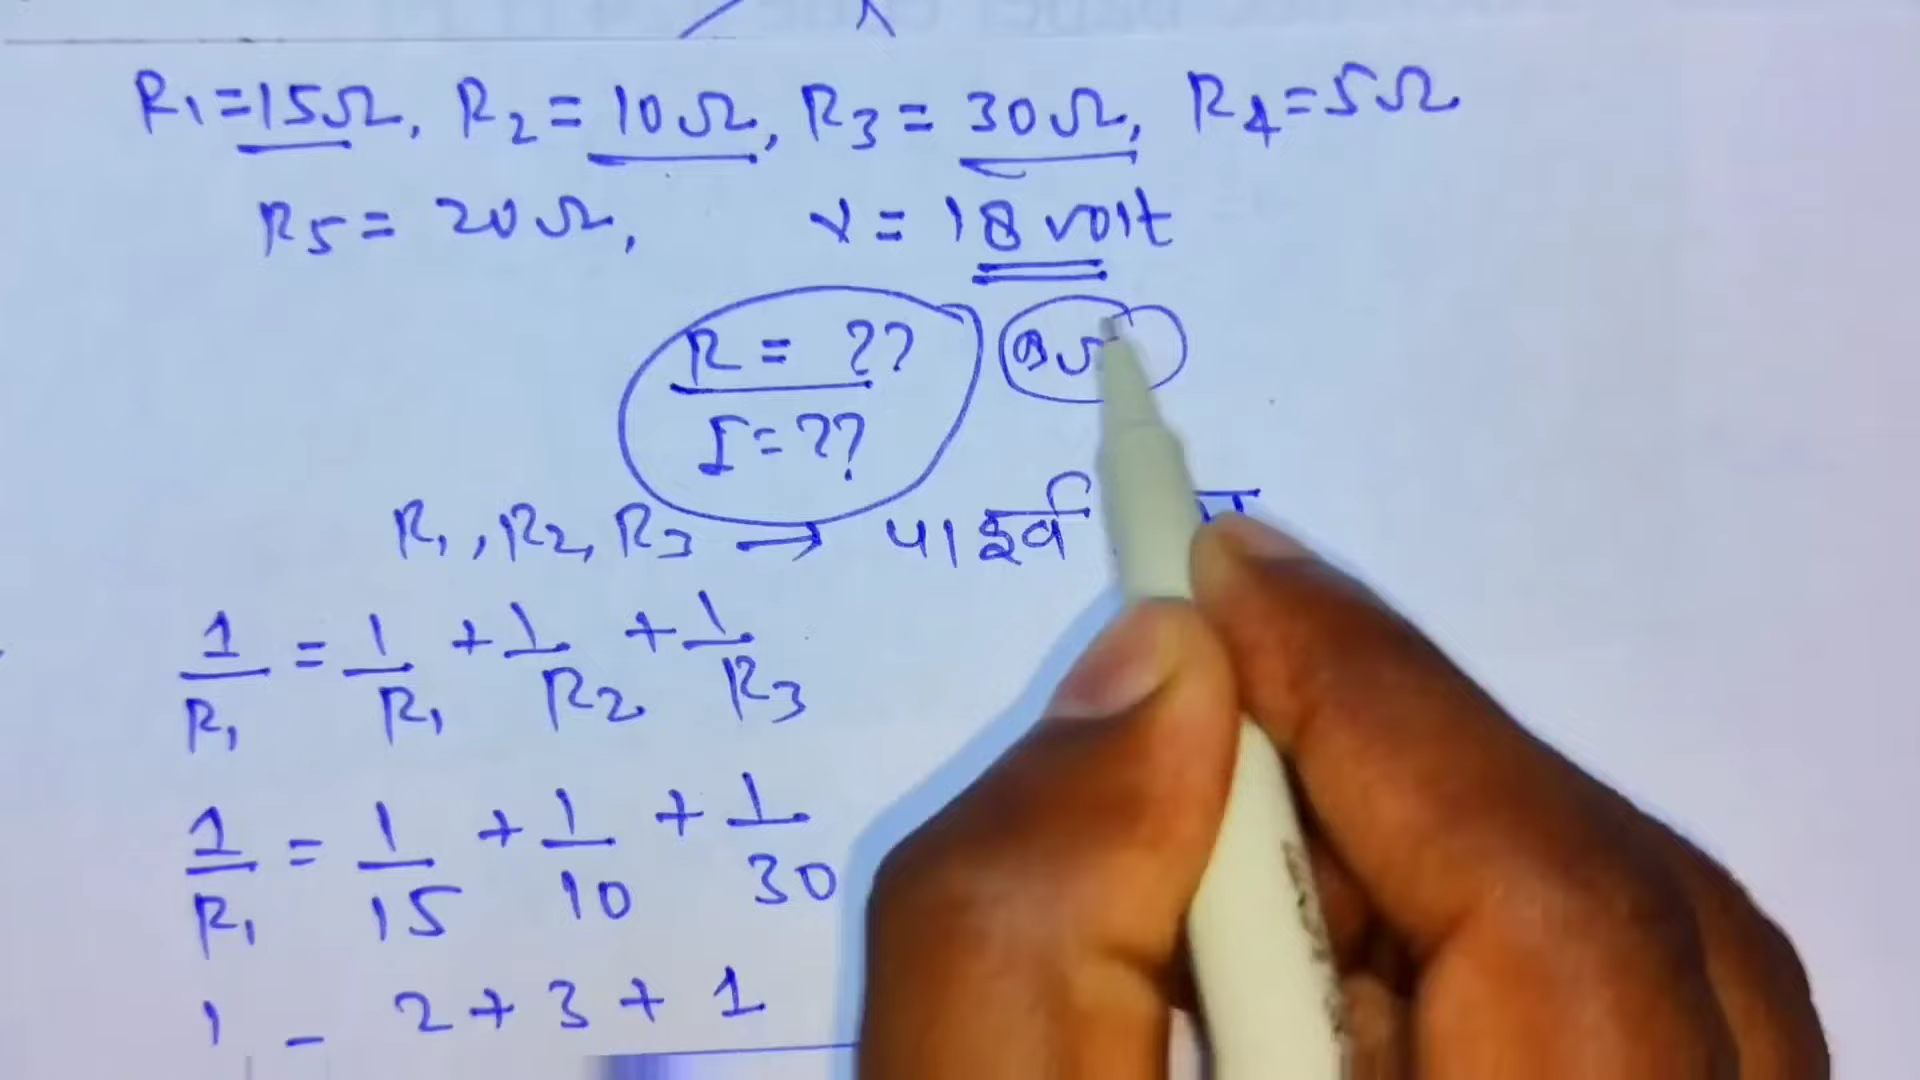 R1 = 15Ω, R2 = 10Ω, R3 = 30Ω, R4 = 5Ω
R5 = 20Ω, V = 18 volt
R = ??
I = ??
R1, R2, R3 → पार्श्व
1/R1 = 1/R1 + 1/R2 + 1/R3
1/R1 = 1/15 + 1/10 + 1/30
1 = 2 + 3 + 1